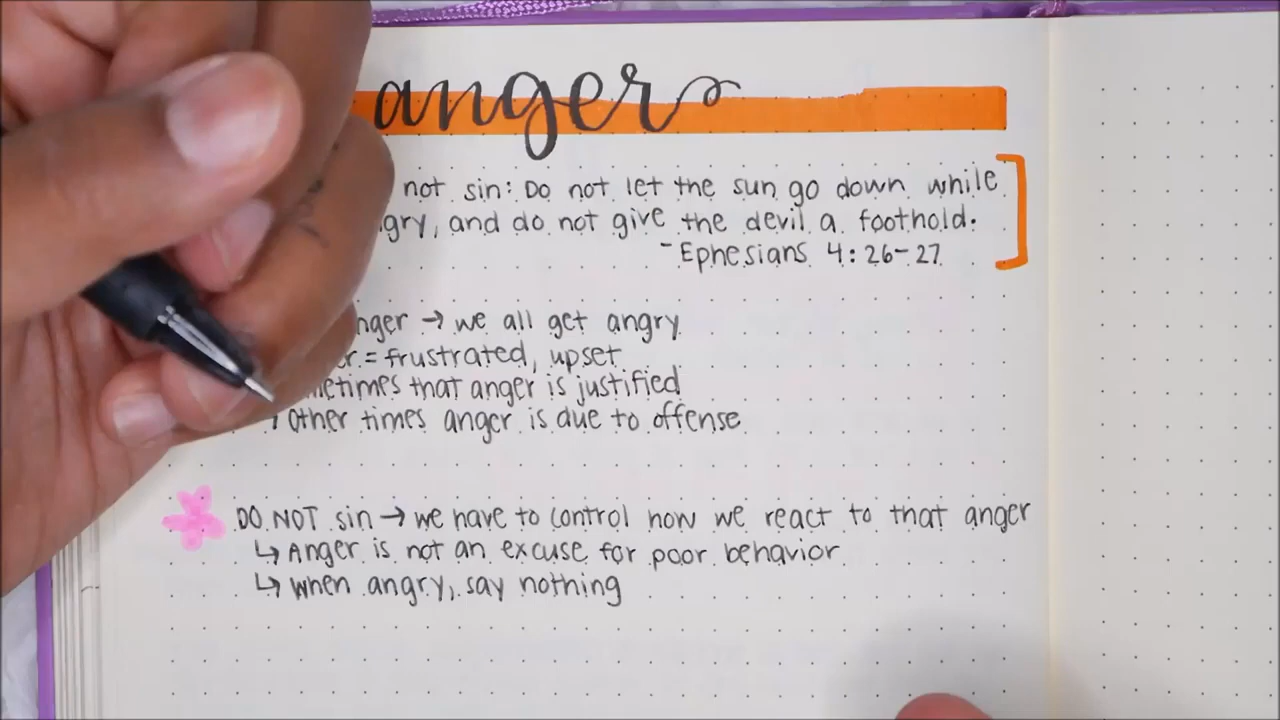 anger
not sin: Do not let the sun go down while
and do not give the devil a foothold.
- Ephesians 4:26-27
→ we all get angry
= frustrated, upset
that anger is justified
↳ Other times anger is due to offense
DO NOT sin → we have to control how we react to that anger
↳ Anger is not an excuse for poor behavior
↳ When angry, say nothing